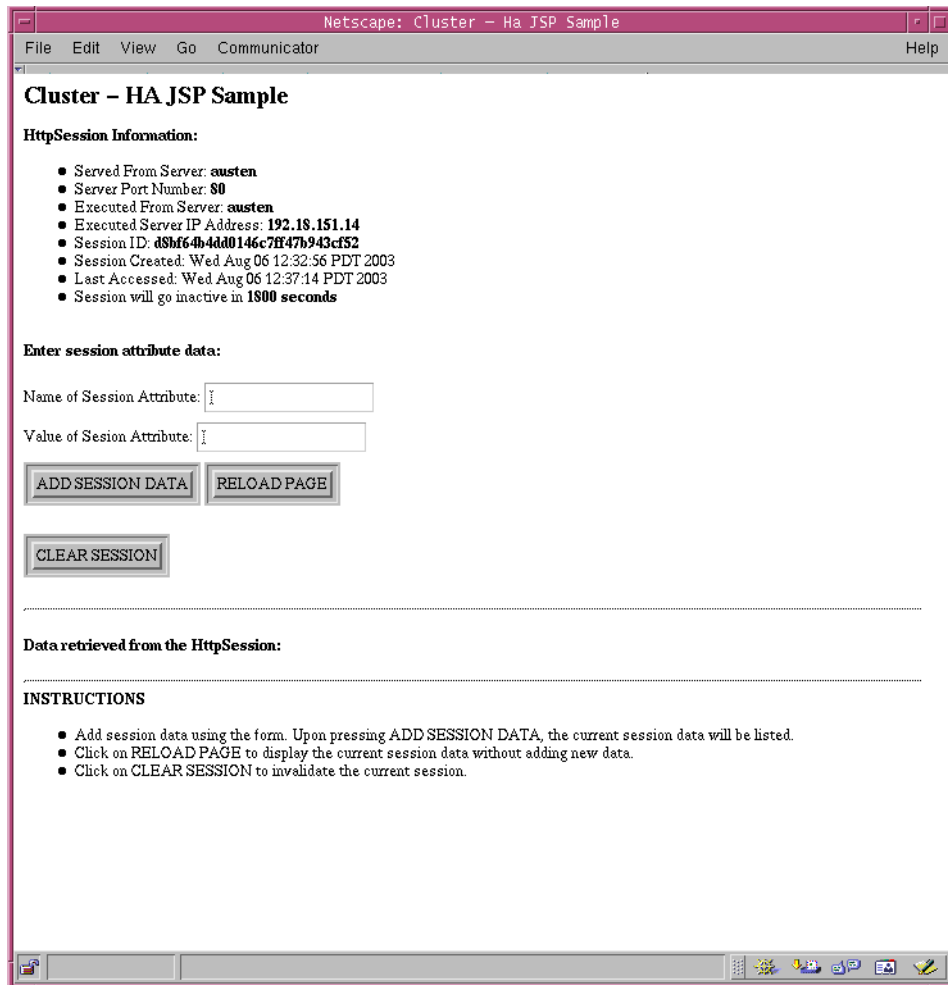 Netscape: Cluster – Ha JSP Sample
File Edit View Go Communicator Help
Cluster – HA JSP Sample
HttpSession Information:
● Served From Server: austen
● Server Port Number: 80
● Executed From Server: austen
● Executed Server IP Address: 192.18.151.14
● Session ID: d8bf64b4dd0146c7ff47b943cf52
● Session Created: Wed Aug 06 12:32:56 PDT 2003
● Last Accessed: Wed Aug 06 12:37:14 PDT 2003
● Session will go inactive in 1800 seconds
Enter session attribute data:
Name of Session Attribute:
Value of Sesion Attribute:
ADD SESSION DATA RELOAD PAGE
CLEAR SESSION
Data retrieved from the HttpSession:
INSTRUCTIONS
● Add session data using the form. Upon pressing ADD SESSION DATA, the current session data will be listed.
● Click on RELOAD PAGE to display the current session data without adding new data.
● Click on CLEAR SESSION to invalidate the current session.